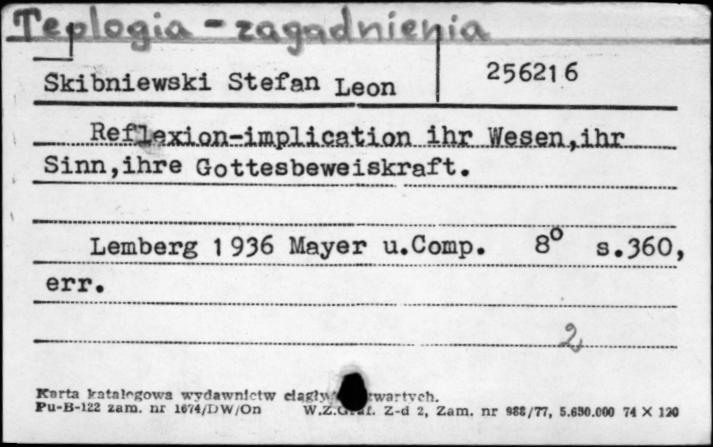 Teologia - zagadnienia
Skibniewski Stefan Leon 256216
Reflexion-implication ihr Wesen,ihr
Sinn,ihre Gottesbeweiskraft.
Lemberg 1936 Mayer u.Comp. 8° s.360,
err.
2
Karta katalogowa wydawnictw
Pu-B-122 zam. nr 1674/DW/On W.Z.Graf. Z-d 2, Zam. nr 988/77, 5.650.000 74 X 120